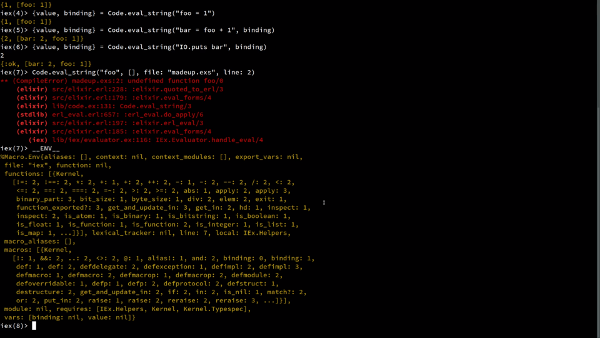 {1, [foo: 1]}
iex(4)> {value, binding} = Code.eval_string("foo = 1")
{1, [foo: 1]}
iex(5)> {value, binding} = Code.eval_string("bar = foo + 1", binding)
{2, [bar: 2, foo: 1]}
iex(6)> {value, binding} = Code.eval_string("IO.puts bar", binding)
2
{:ok, [bar: 2, foo: 1]}
iex(7)> Code.eval_string("foo", [], file: "madeup.exs", line: 2)
** (CompileError) madeup.exs:2: undefined function foo/0
(elixir) src/elixir.erl:224: :elixir.quoted_to_erl/3
(elixir) src/elixir.erl:179: :elixir.eval_forms/4
(elixir) lib/code.ex:131: Code.eval_string/3
(stdlib) erl_eval.erl:657: :erl_eval.do_apply/6
(elixir) src/elixir.erl:187: :elixir.erl_eval/3
(elixir) src/elixir.erl:185: :elixir.eval_forms/4
(iex) lib/iex/evaluator.ex:110: IEx.Evaluator.handle_eval/4
iex(7)> __ENV__
%Macro.Env{aliases: [], context: nil, context_modules: [], export_vars: nil,
file: "iex", function: nil,
functions: [{Kernel,
[!=: 2, !==: 2, *: 2, +: 1, +: 2, ++: 2, -: 1, -: 2, --: 2, /: 2, <: 2,
<=: 2, ==: 2, ===: 2, =~: 2, >: 2, >=: 2, abs: 1, apply: 2, apply: 3,
binary_part: 3, bit_size: 1, byte_size: 1, div: 2, elem: 2, exit: 1,
function_exported?: 3, get_and_update_in: 3, get_in: 2, hd: 1, inspect: 1,
inspect: 2, is_atom: 1, is_binary: 1, is_bitstring: 1, is_boolean: 1,
is_float: 1, is_function: 1, is_function: 2, is_integer: 1, is_list: 1,
is_map: 1, ...]}], lexical_tracker: nil, line: 7, local: IEx.Helpers,
macro_aliases: [],
macros: [{Kernel,
[!: 1, &&: 2, ..: 2, <>: 2, @: 1, alias!: 1, and: 2, binding: 0, binding: 1,
def: 1, def: 2, defdelegate: 2, defexception: 1, defimpl: 2, defimpl: 3,
defmacro: 1, defmacro: 2, defmacrop: 1, defmacrop: 2, defmodule: 2,
defoverridable: 1, defp: 1, defp: 2, defprotocol: 2, defstruct: 1,
destructure: 2, get_and_update_in: 2, if: 2, in: 2, is_nil: 1, match?: 2,
or: 2, put_in: 2, raise: 1, raise: 2, reraise: 2, reraise: 3, ...]}],
module: nil, requires: [IEx.Helpers, Kernel, Kernel.Typespec],
vars: [binding: nil, value: nil]}
iex(8)>